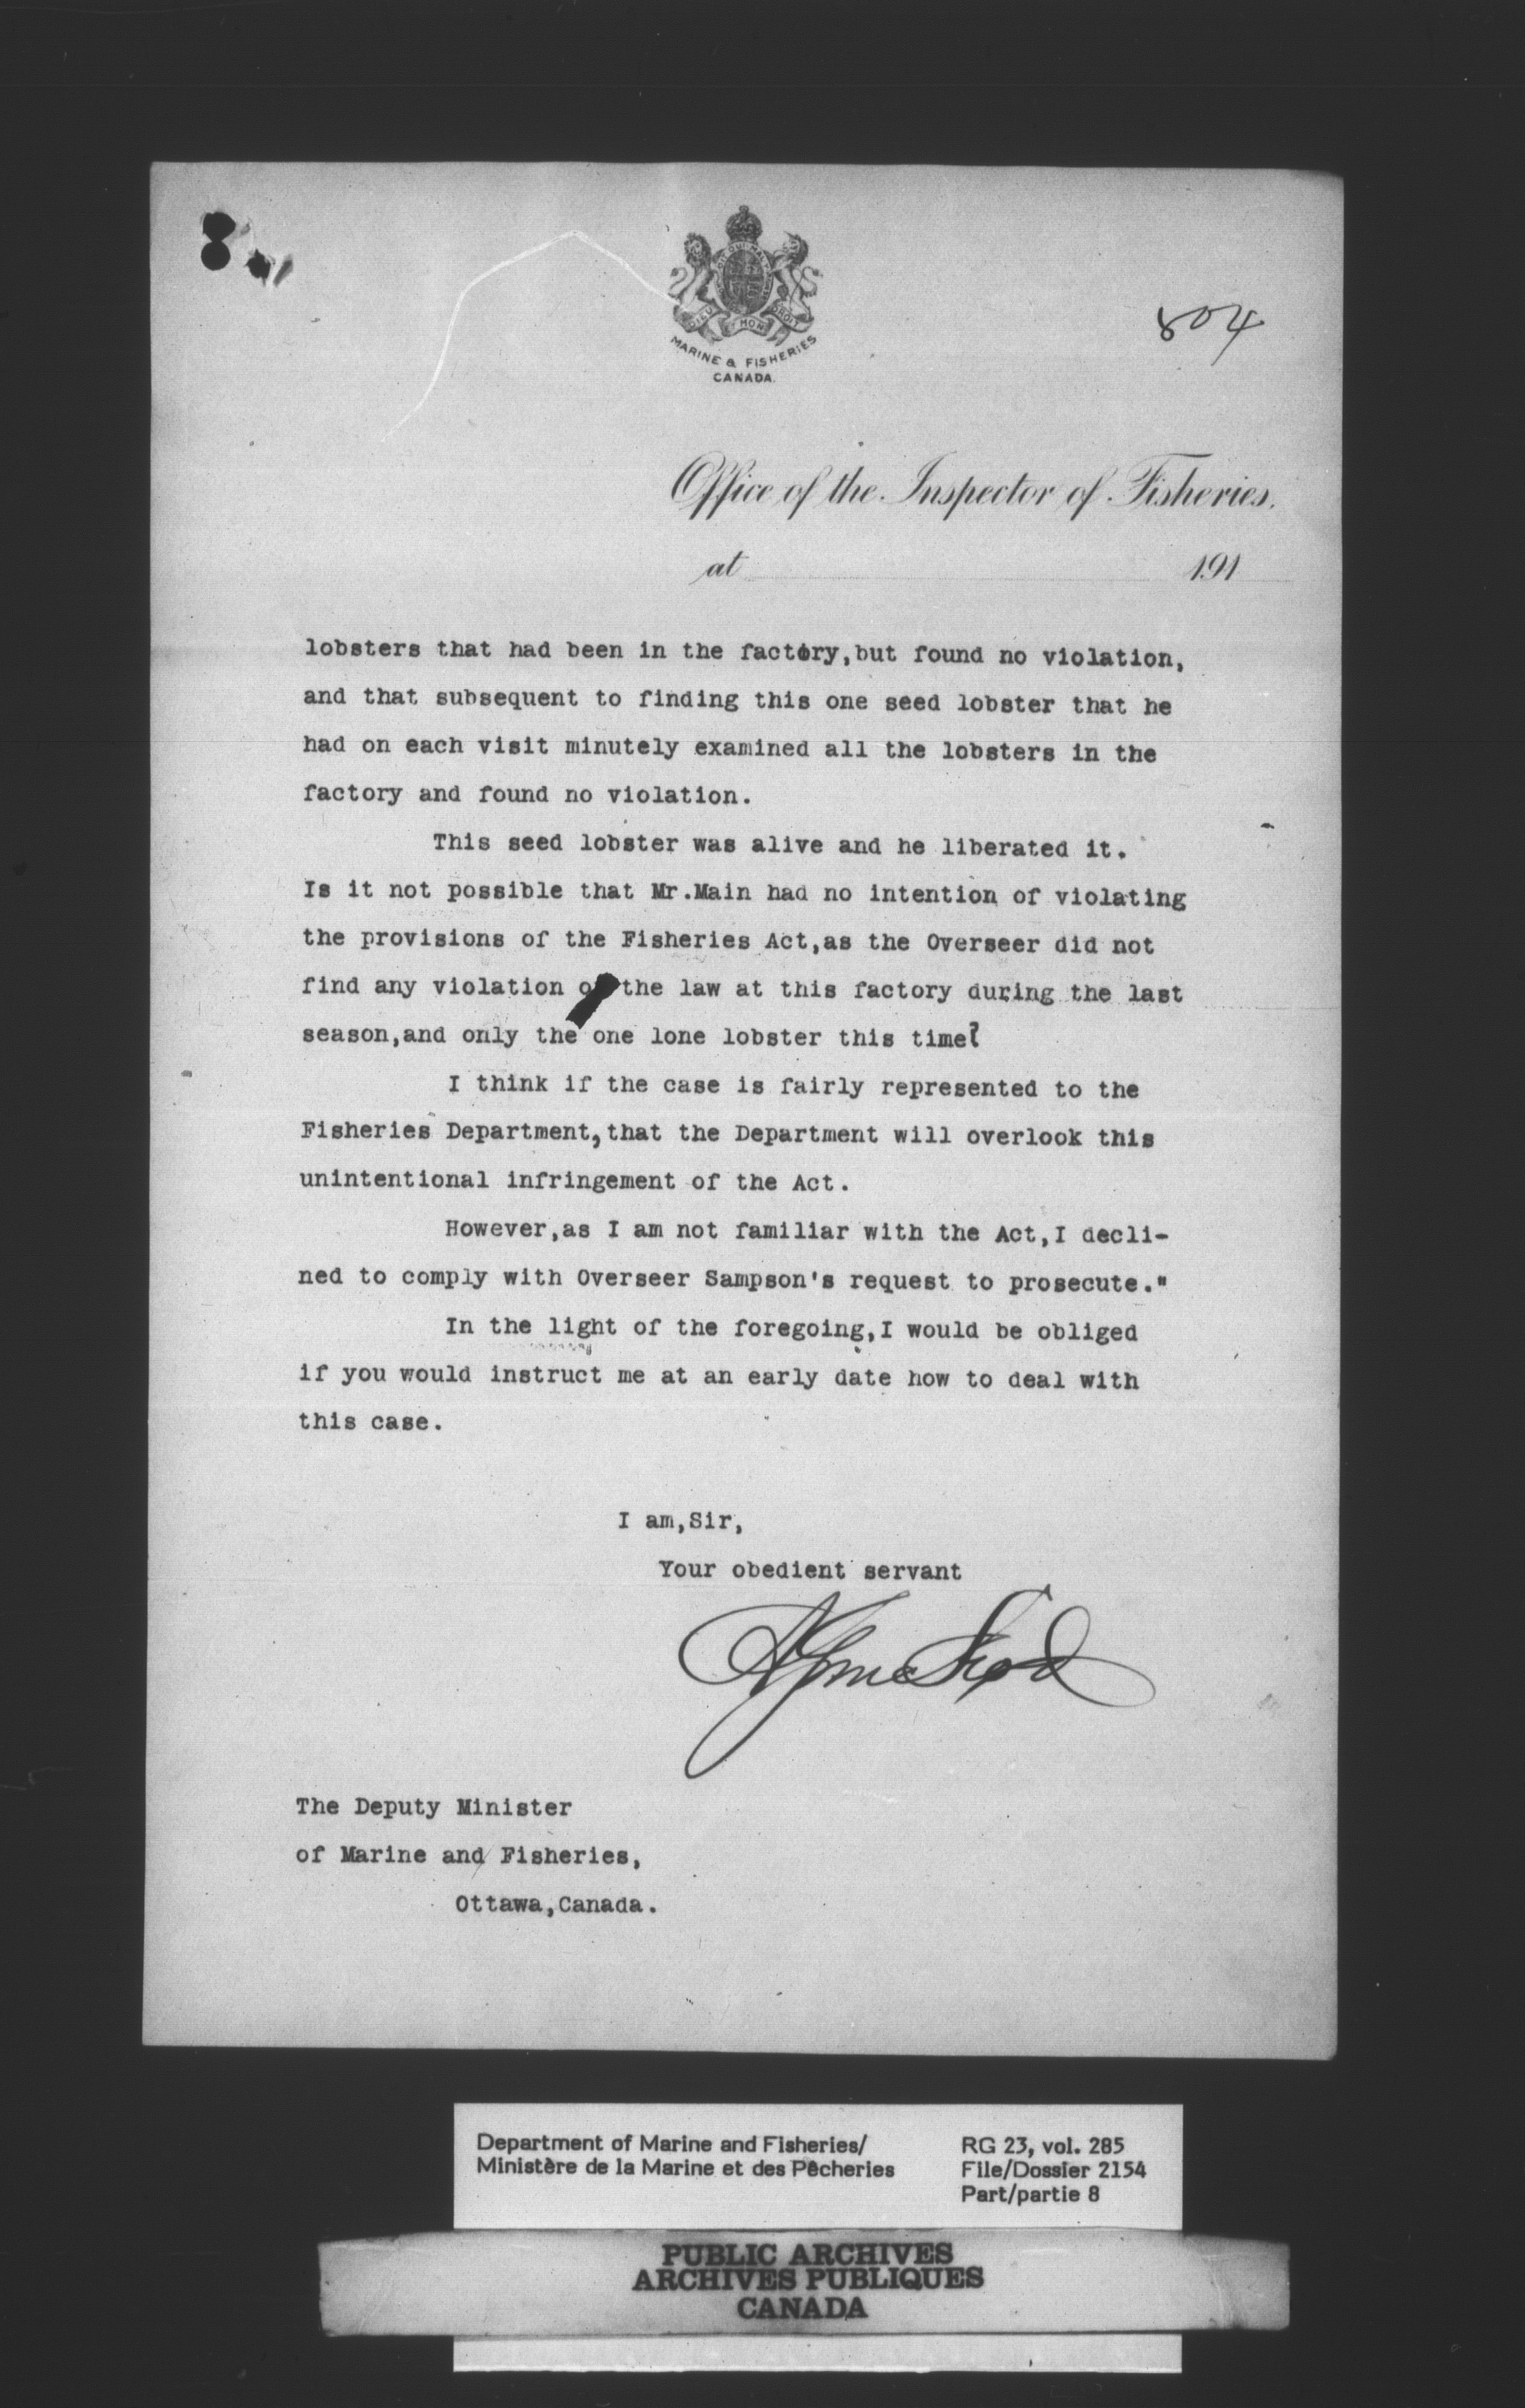 DIEU ET MON DROIT
MARINE & FISHERIES
CANADA.
804
Office of the Inspector of Fisheries.
at 191
lobsters that had been in the factory,but found no violation,
and that subsequent to finding this one seed lobster that he
had on each visit minutely examined all the lobsters in the
factory and found no violation.
This seed lobster was alive and he liberated it.
Is it not possible that Mr.Main had no intention of violating
the provisions of the Fisheries Act,as the Overseer did not
find any violation of the law at this factory during the last
season,and only the one lone lobster this time?
I think if the case is fairly represented to the
Fisheries Department,that the Department will overlook this
unintentional infringement of the Act.
However,as I am not familiar with the Act,I decli-
ned to comply with Overseer Sampson's request to prosecute."
In the light of the foregoing,I would be obliged
if you would instruct me at an early date how to deal with
this case.
I am,Sir,
Your obedient servant
The Deputy Minister
of Marine and Fisheries,
Ottawa,Canada.
Department of Marine and Fisheries/
Ministère de la Marine et des Pêcheries
RG 23, vol. 285
File/Dossier 2154
Part/partie 8
PUBLIC ARCHIVES
ARCHIVES PUBLIQUES
CANADA